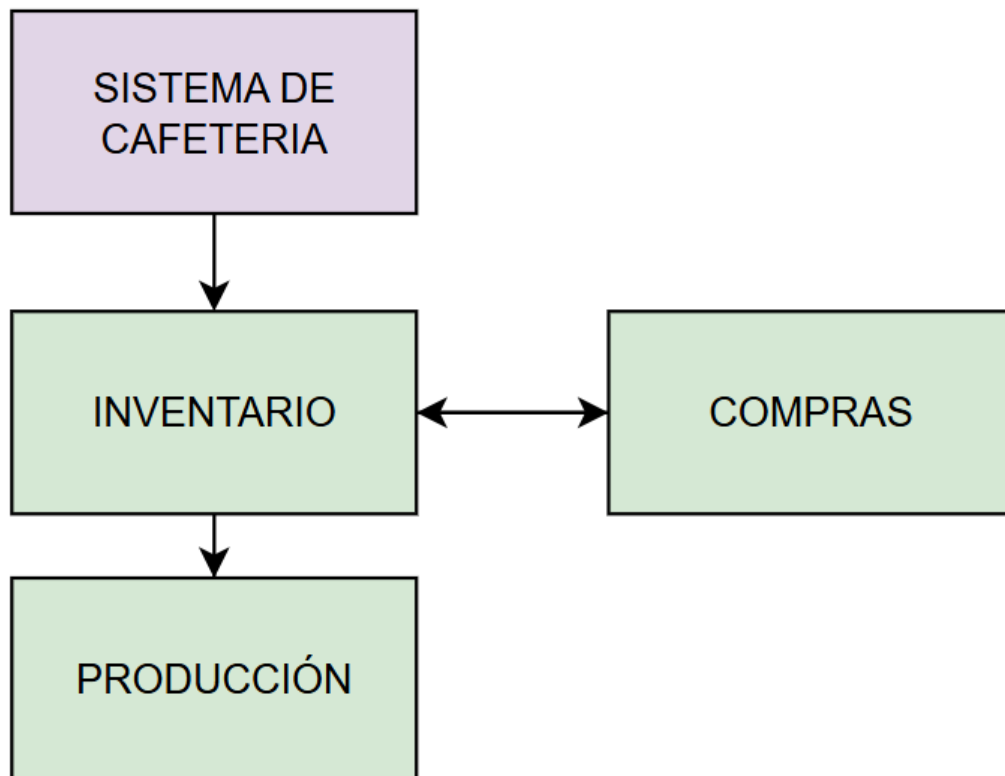 SISTEMA DE
CAFETERIA
INVENTARIO
COMPRAS
PRODUCCIÓN